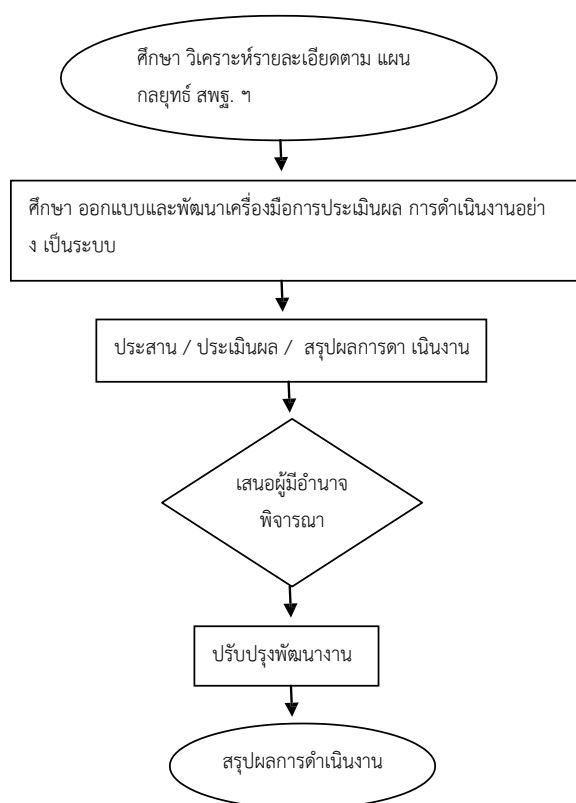 ศึกษา วิเคราะห์รายละเอียดตาม แผน
กลยุทธ์ สพฐ. ฯ
ศึกษา ออกแบบและพัฒนาเครื่องมือการประเมินผล การดำเนินงานอย่า
ง เป็นระบบ
ประสาน / ประเมินผล / สรุปผลการดา เนินงาน
เสนอผู้มีอำนาจ
พิจารณา
ปรับปรุงพัฒนางาน
สรุปผลการดำเนินงาน